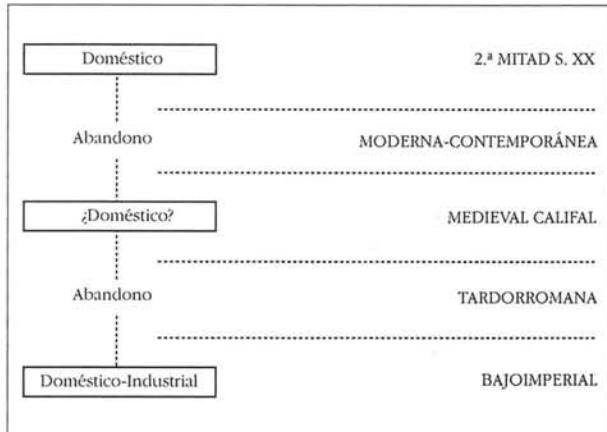 Doméstico 2.ª MITAD S. XX
Abandono MODERNA-CONTEMPORÁNEA
¿Doméstico? MEDIEVAL CALIFAL
Abandono TARDORROMANA
Doméstico-Industrial BAJOIMPERIAL